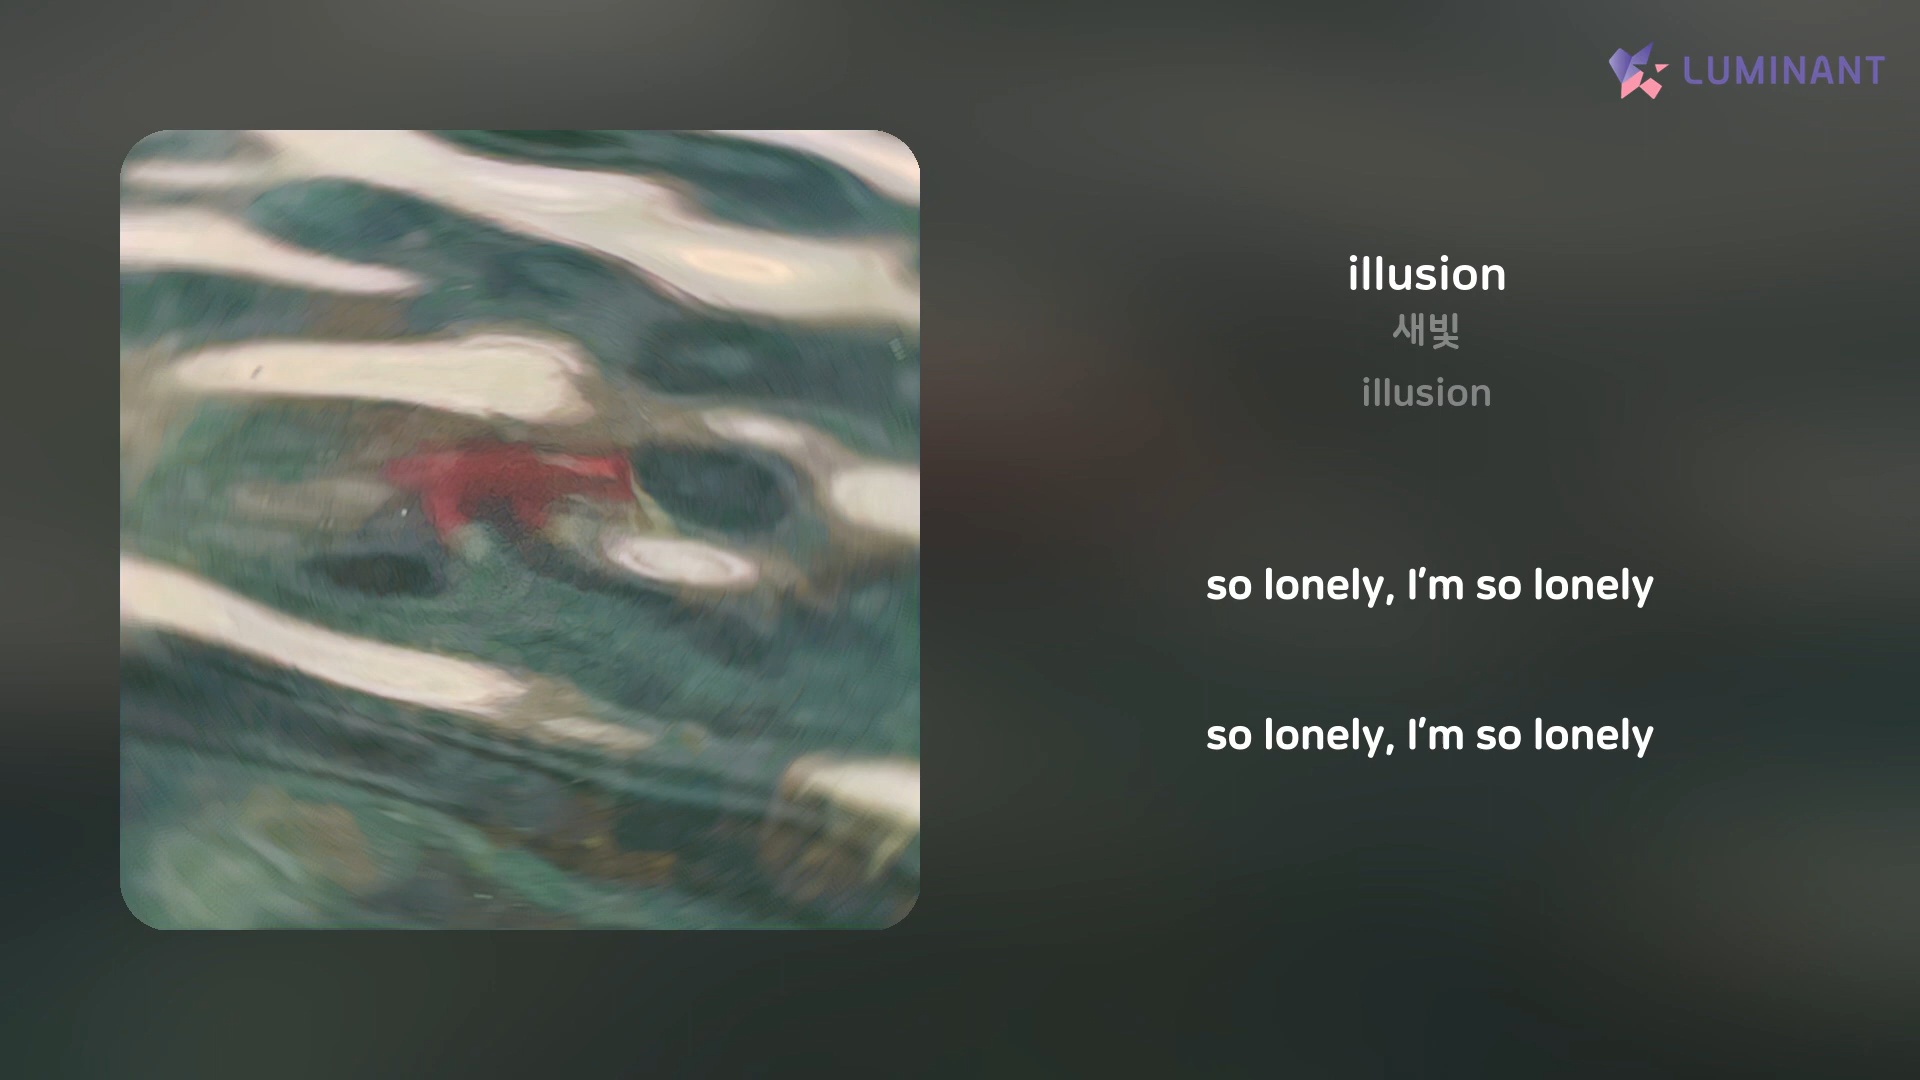 LUMINANT
illusion
새빛
illusion
so lonely, I'm so lonely
so lonely, I'm so lonely